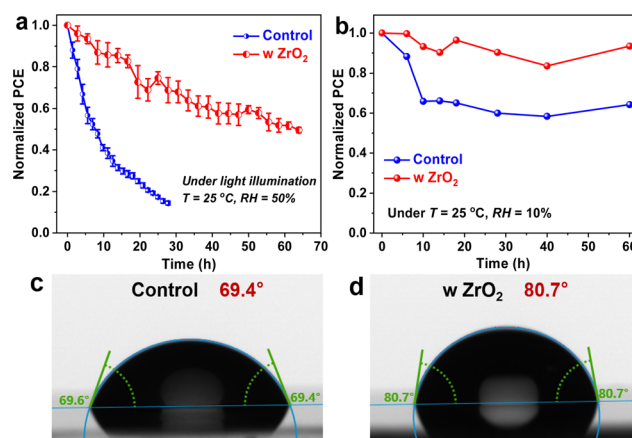 a
Normalized PCE
1.0
0.8
0.6
0.4
0.2
0.0
Control
w ZrO₂
Under light illumination
T = 25 °C, RH = 50%
0 10 20 30 40 50 60 70
Time (h)
b
Normalized PCE
1.0
0.8
0.6
0.4
0.2
0.0
Control
w ZrO₂
Under T = 25 °C, RH = 10%
0 10 20 30 40 50 60
Time (h)
c
Control 69.4°
69.6°
69.4°
d
w ZrO₂ 80.7°
80.7°
80.7°